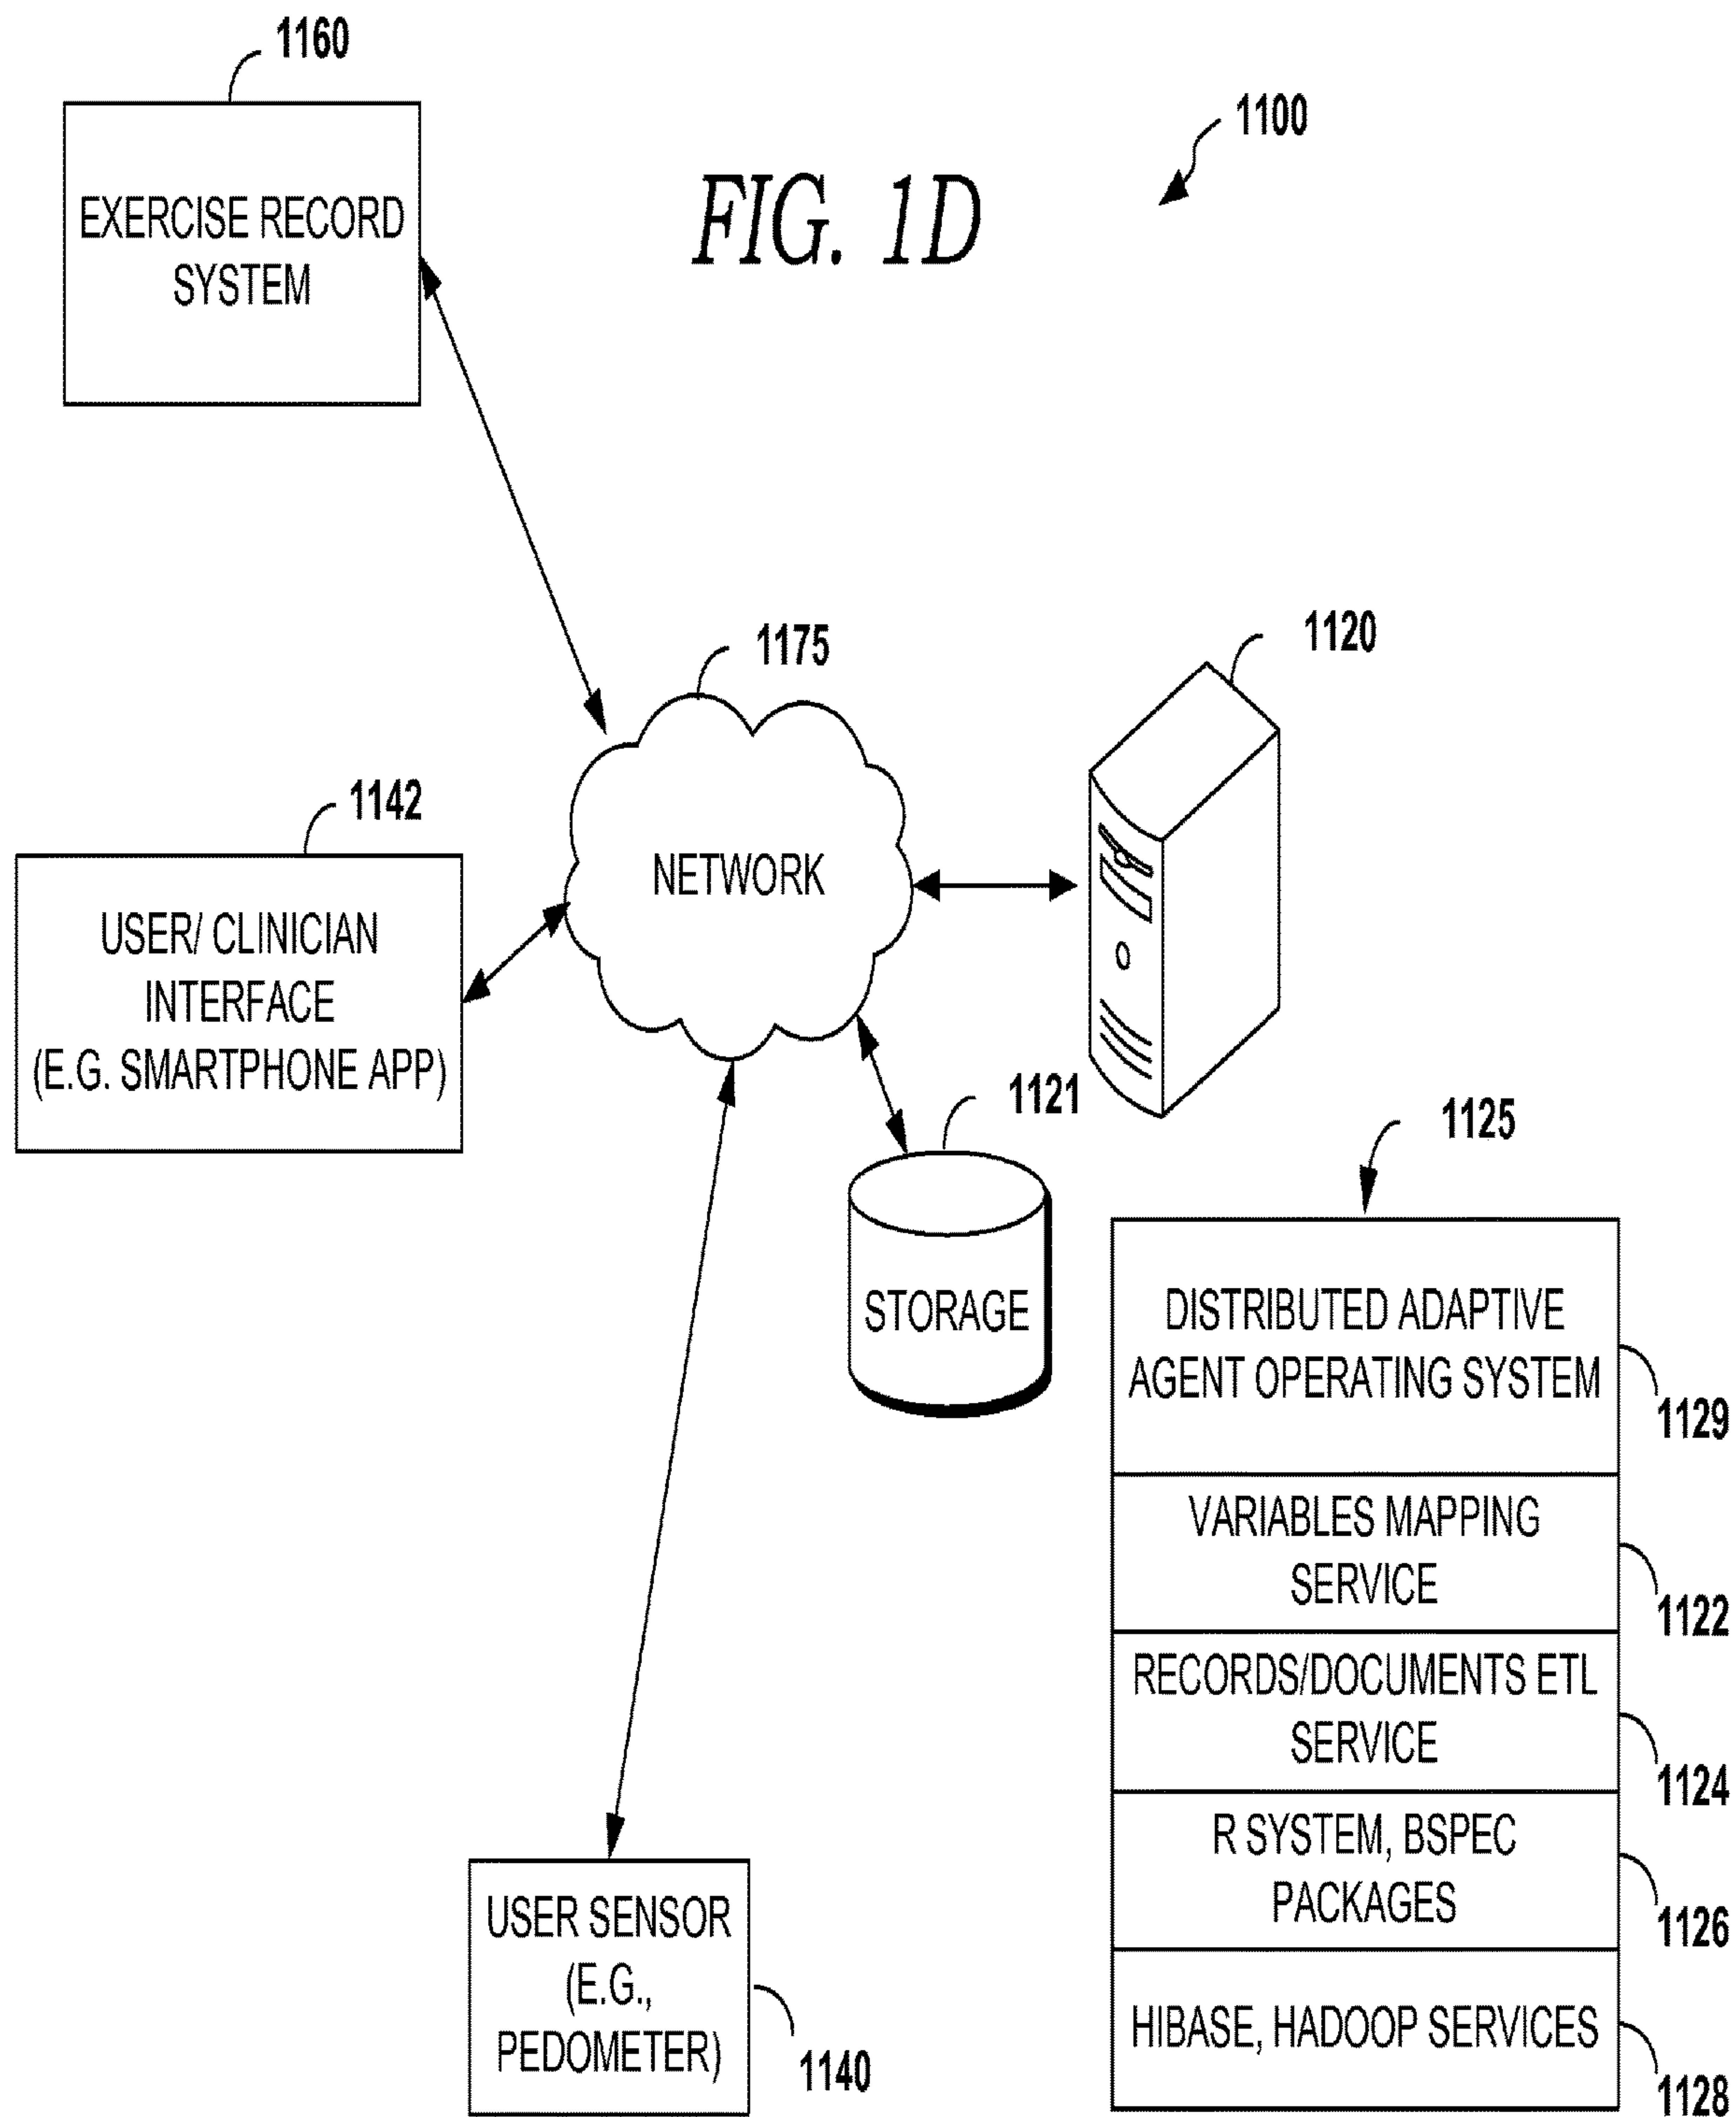 1160
1100
EXERCISE RECORD
SYSTEM
FIG. 1D
1175
1120
1142
NETWORK
USER/ CLINICIAN
INTERFACE
(E.G. SMARTPHONE APP)
1121
STORAGE
1125
DISTRIBUTED ADAPTIVE
AGENT OPERATING SYSTEM
1129
VARIABLES MAPPING
SERVICE
1122
RECORDS/DOCUMENTS ETL
SERVICE
1124
R SYSTEM, BSPEC
PACKAGES
1126
HIBASE, HADOOP SERVICES
1128
USER SENSOR
(E.G.,
PEDOMETER)
1140